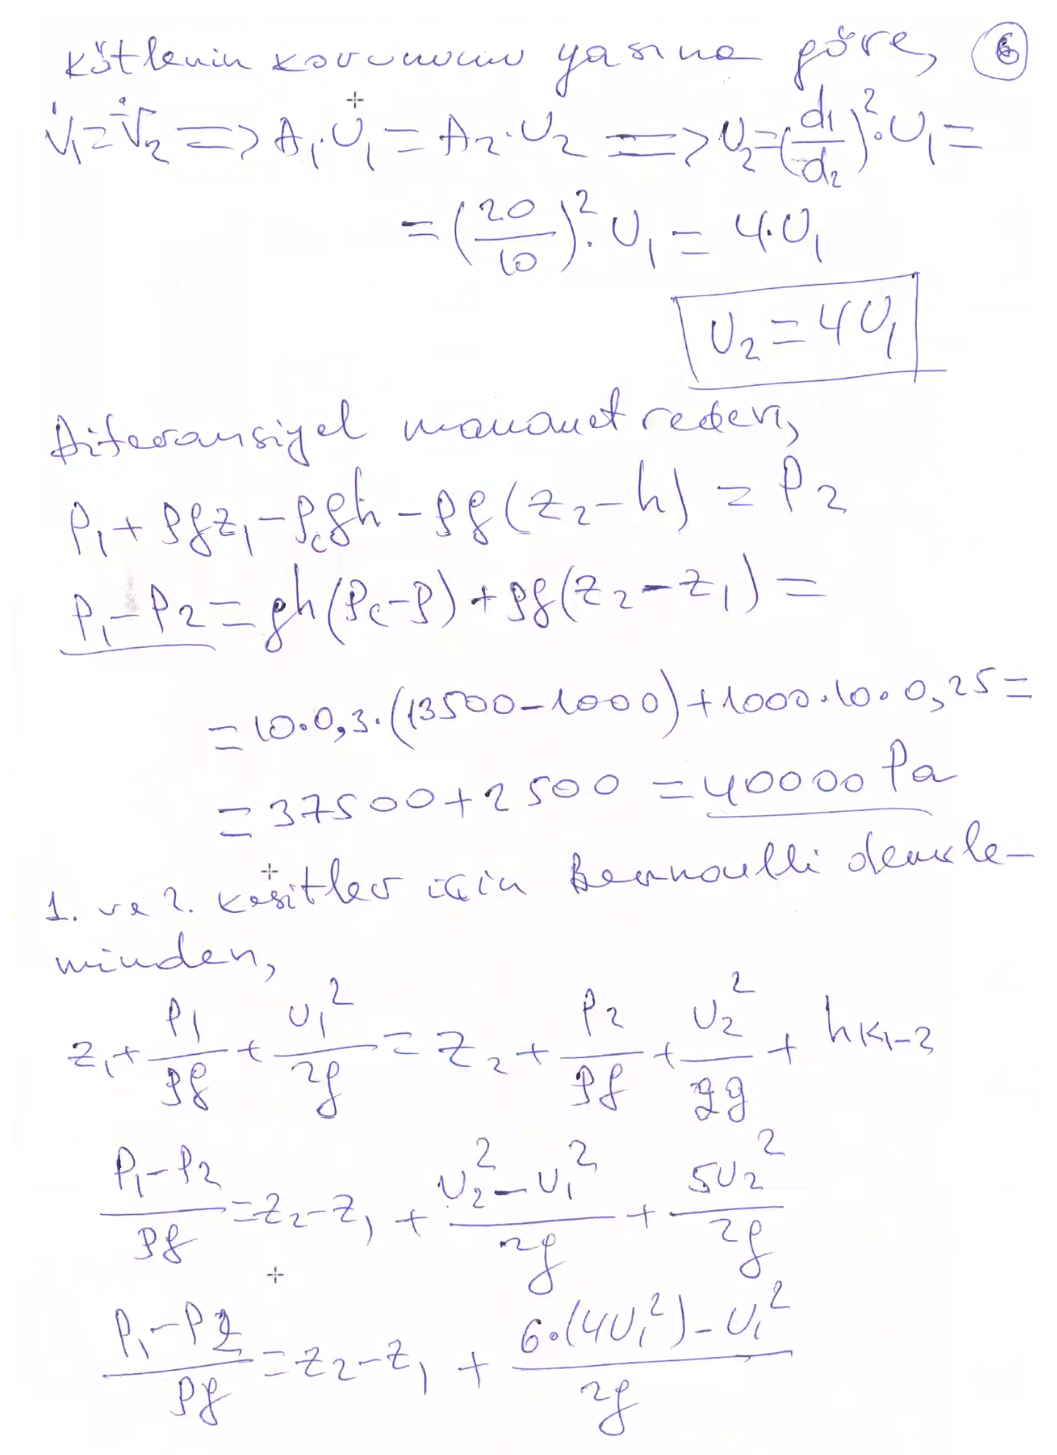 Kütlenin korunumu yasına göre, 6
V̇₁=V̇₂ => A₁·U₁ = A₂·U₂ => U₂=(d₁/d₂)²·U₁=
=(20/10)²·U₁ = 4·U₁
U₂=4U₁
Diferansiyel manometreden,
P₁+ρgz₁-ρcgh-ρg(z₂-h) = P₂
P₁-P₂=gh(ρc-ρ)+ρg(z₂-z₁)=
=10·0,3·(13500-1000)+1000·10·0,25=
=37500+2500 =40000 Pa
1. ve 2. kesitler için Bernoulli denkle-
minden,
z₁+P₁/ρg+U₁²/2g=z₂+P₂/ρg+U₂²/2g+hK₁₋₂
(P₁-P₂)/ρg=z₂-z₁+(U₂²-U₁²)/2g+5U₂²/2g
(P₁-P₂)/ρg=z₂-z₁+(6·(4U₁²)-U₁²)/2g